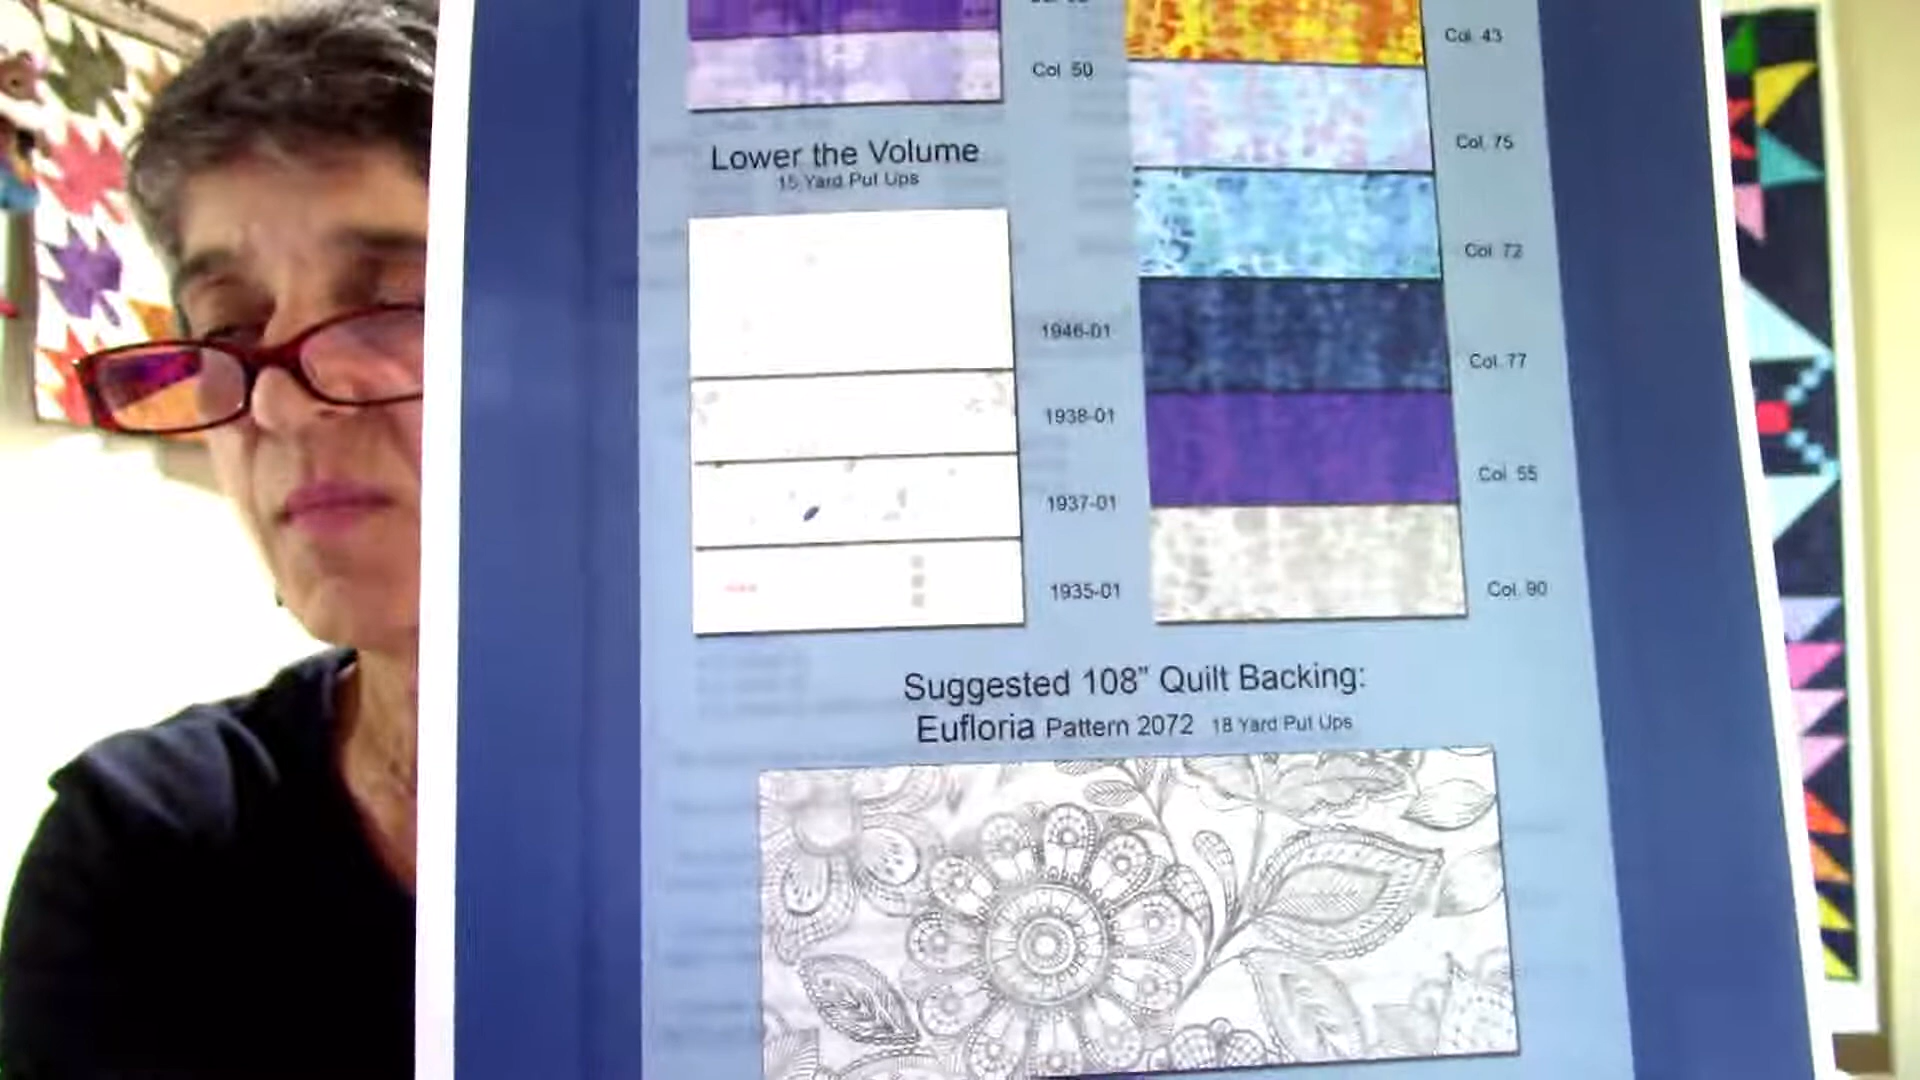 Col 50
Lower the Volume
15 Yard Put Ups
1946-01
1938-01
1937-01
1935-01
Col. 43
Col. 75
Col 72
Col. 77
Col 55
Col. 90
Suggested 108” Quilt Backing:
Eufloria Pattern 2072 18 Yard Put Ups